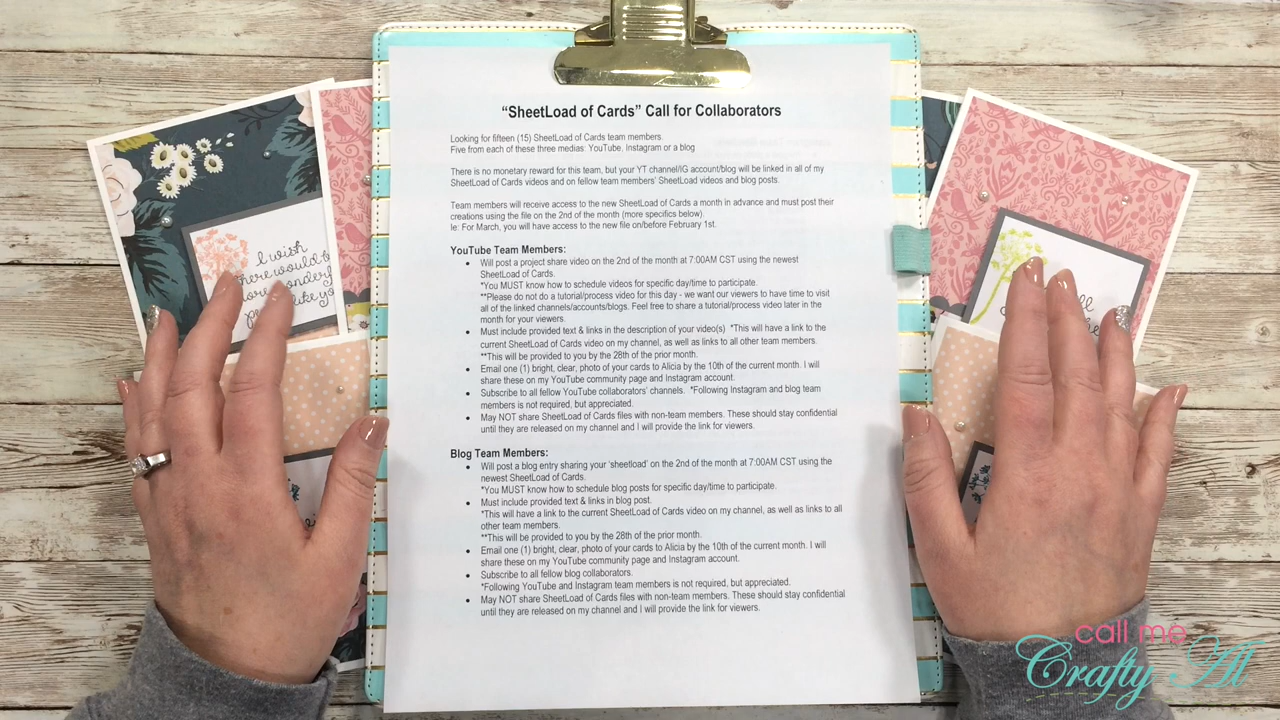 “SheetLoad of Cards” Call for Collaborators
Looking for fifteen (15) SheetLoad of Cards team members.
Five from each of these three medias: YouTube, Instagram or a blog
There is no monetary reward for this team, but your YT channel/IG account/blog will be linked in all of my
SheetLoad of Cards videos and on fellow team members' SheetLoad videos and blog posts.
Team members will receive access to the new SheetLoad of Cards a month in advance and must post their
creations using the file on the 2nd of the month (more specifics below).
Ie: For March, you will have access to the new file on/before February 1st.
YouTube Team Members:
• Will post a project share video on the 2nd of the month at 7:00AM CST using the newest
SheetLoad of Cards.
*You MUST know how to schedule videos for specific day/time to participate.
**Please do not do a tutorial/process video for this day - we want our viewers to have time to visit
all of the linked channels/accounts/blogs. Feel free to share a tutorial/process video later in the
month for your viewers.
• Must include provided text & links in the description of your video(s) *This will have a link to the
current SheetLoad of Cards video on my channel, as well as links to all other team members.
**This will be provided to you by the 28th of the prior month.
• Email one (1) bright, clear, photo of your cards to Alicia by the 10th of the current month. I will
share these on my YouTube community page and Instagram account.
• Subscribe to all fellow YouTube collaborators' channels. *Following Instagram and blog team
members is not required, but appreciated.
• May NOT share SheetLoad of Cards files with non-team members. These should stay confidential
until they are released on my channel and I will provide the link for viewers.
Blog Team Members:
• Will post a blog entry sharing your 'sheetload' on the 2nd of the month at 7:00AM CST using the
newest SheetLoad of Cards.
*You MUST know how to schedule blog posts for specific day/time to participate.
• Must include provided text & links in blog post.
*This will have a link to the current SheetLoad of Cards video on my channel, as well as links to all
other team members.
**This will be provided to you by the 28th of the prior month.
• Email one (1) bright, clear, photo of your cards to Alicia by the 10th of the current month. I will
share these on my YouTube community page and Instagram account.
• Subscribe to all fellow blog collaborators.
*Following YouTube and Instagram team members is not required, but appreciated.
• May NOT share SheetLoad of Cards files with non-team members. These should stay confidential
until they are released on my channel and I will provide the link for viewers.
I wish
there would be
more wonderful
like you
call me
Crafty Al